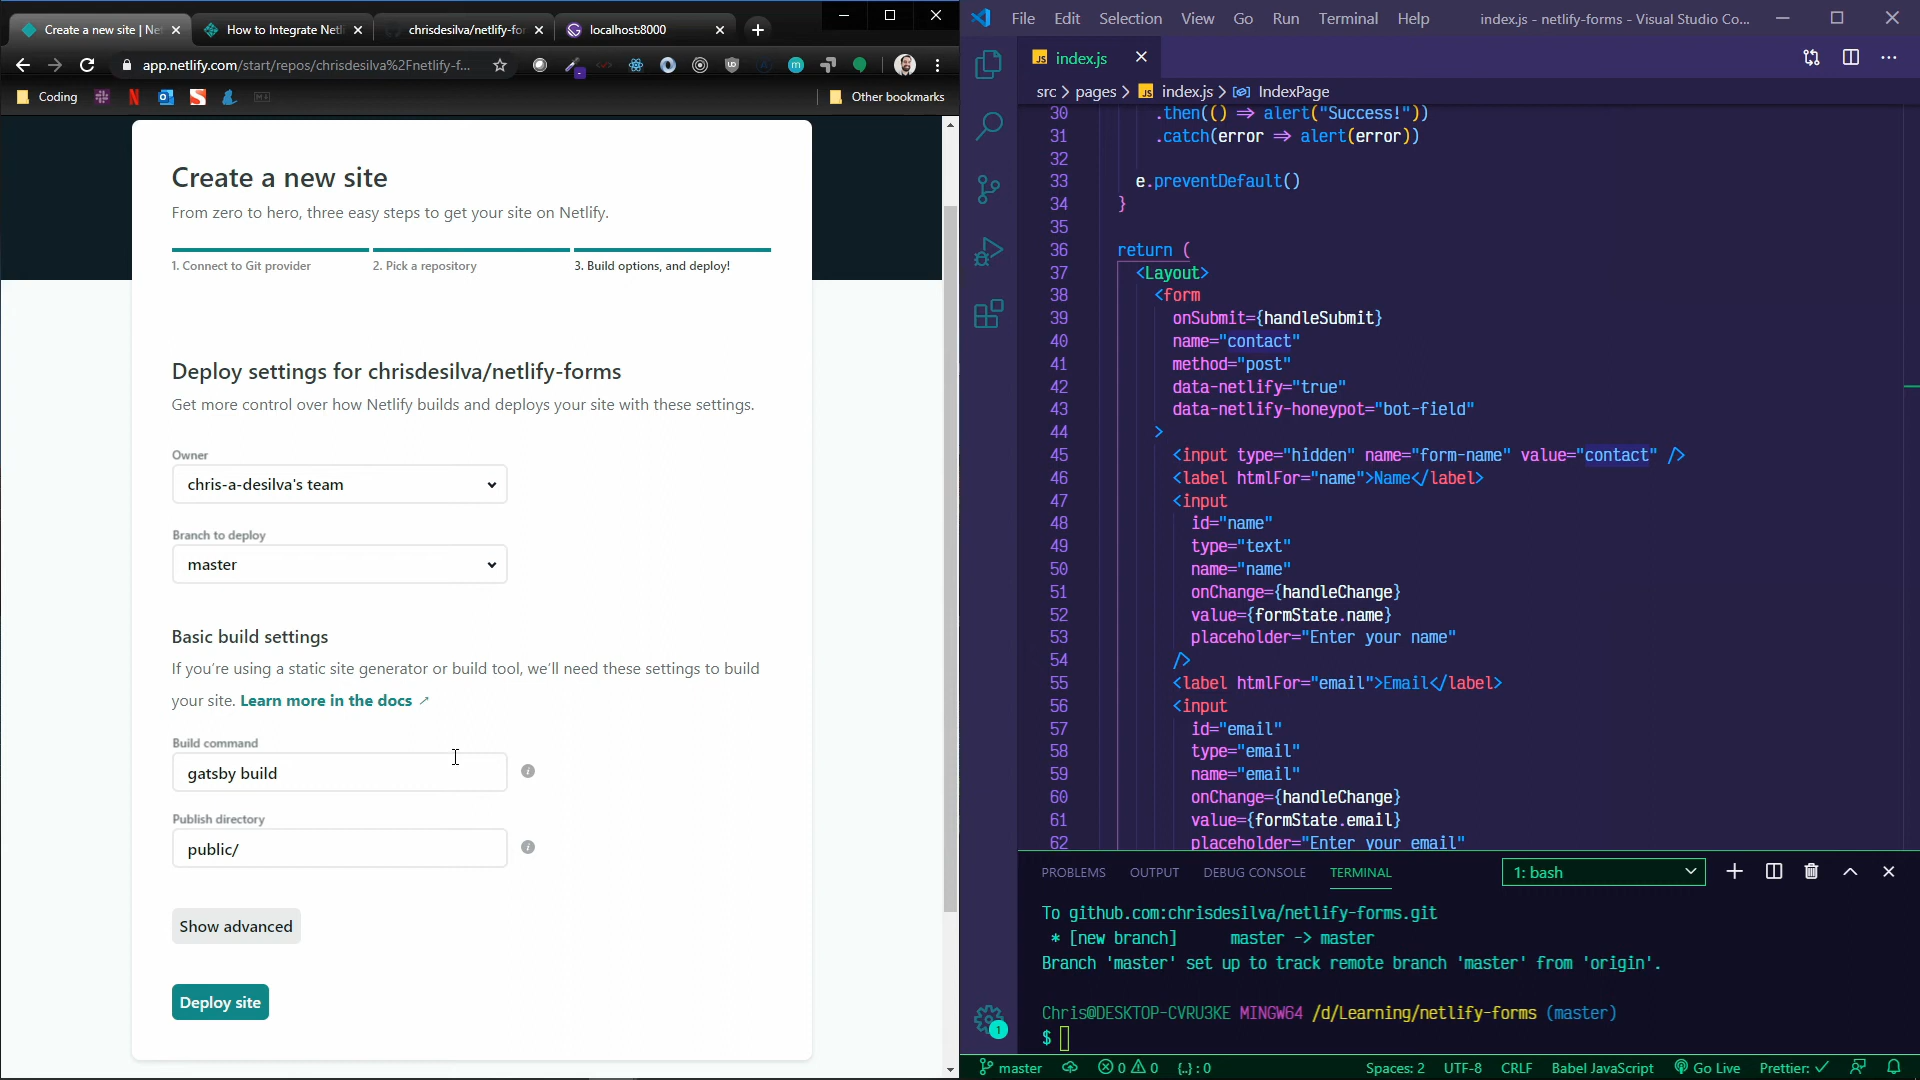 Create a new site | Net
How to Integrate Netli
chrisdesilva/netlify-for
localhost:8000
app.netlify.com/start/repos/chrisdesilva%2Fnetlify-f...
Coding
Other bookmarks
Create a new site
From zero to hero, three easy steps to get your site on Netlify.
1. Connect to Git provider
2. Pick a repository
3. Build options, and deploy!
Deploy settings for chrisdesilva/netlify-forms
Get more control over how Netlify builds and deploys your site with these settings.
Owner
chris-a-desilva's team
Branch to deploy
master
Basic build settings
If you're using a static site generator or build tool, we'll need these settings to build
your site. Learn more in the docs ↗
Build command
gatsby build
Publish directory
public/
Show advanced
Deploy site
File Edit Selection View Go Run Terminal Help
index.js - netlify-forms - Visual Studio Co...
JS index.js
src > pages > JS index.js > IndexPage
30 .then(() => alert("Success!"))
31 .catch(error => alert(error))
32
33 e.preventDefault()
34 }
35
36 return (
37 <Layout>
38 <form
39 onSubmit={handleSubmit}
40 name="contact"
41 method="post"
42 data-netlify="true"
43 data-netlify-honeypot="bot-field"
44 >
45 <input type="hidden" name="form-name" value="contact" />
46 <label htmlFor="name">Name</label>
47 <input
48 id="name"
49 type="text"
50 name="name"
51 onChange={handleChange}
52 value={formState.name}
53 placeholder="Enter your name"
54 />
55 <label htmlFor="email">Email</label>
56 <input
57 id="email"
58 type="email"
59 name="email"
60 onChange={handleChange}
61 value={formState.email}
62 placeholder="Enter your email"
PROBLEMS OUTPUT DEBUG CONSOLE TERMINAL
1: bash
To github.com:chrisdesilva/netlify-forms.git
* [new branch] master -> master
Branch 'master' set up to track remote branch 'master' from 'origin'.
Chris@DESKTOP-CVRU3KE MINGW64 /d/Learning/netlify-forms (master)
$
1
master
0 0
{..} : 0
Spaces: 2
UTF-8
CRLF
Babel JavaScript
Go Live
Prettier: ✓